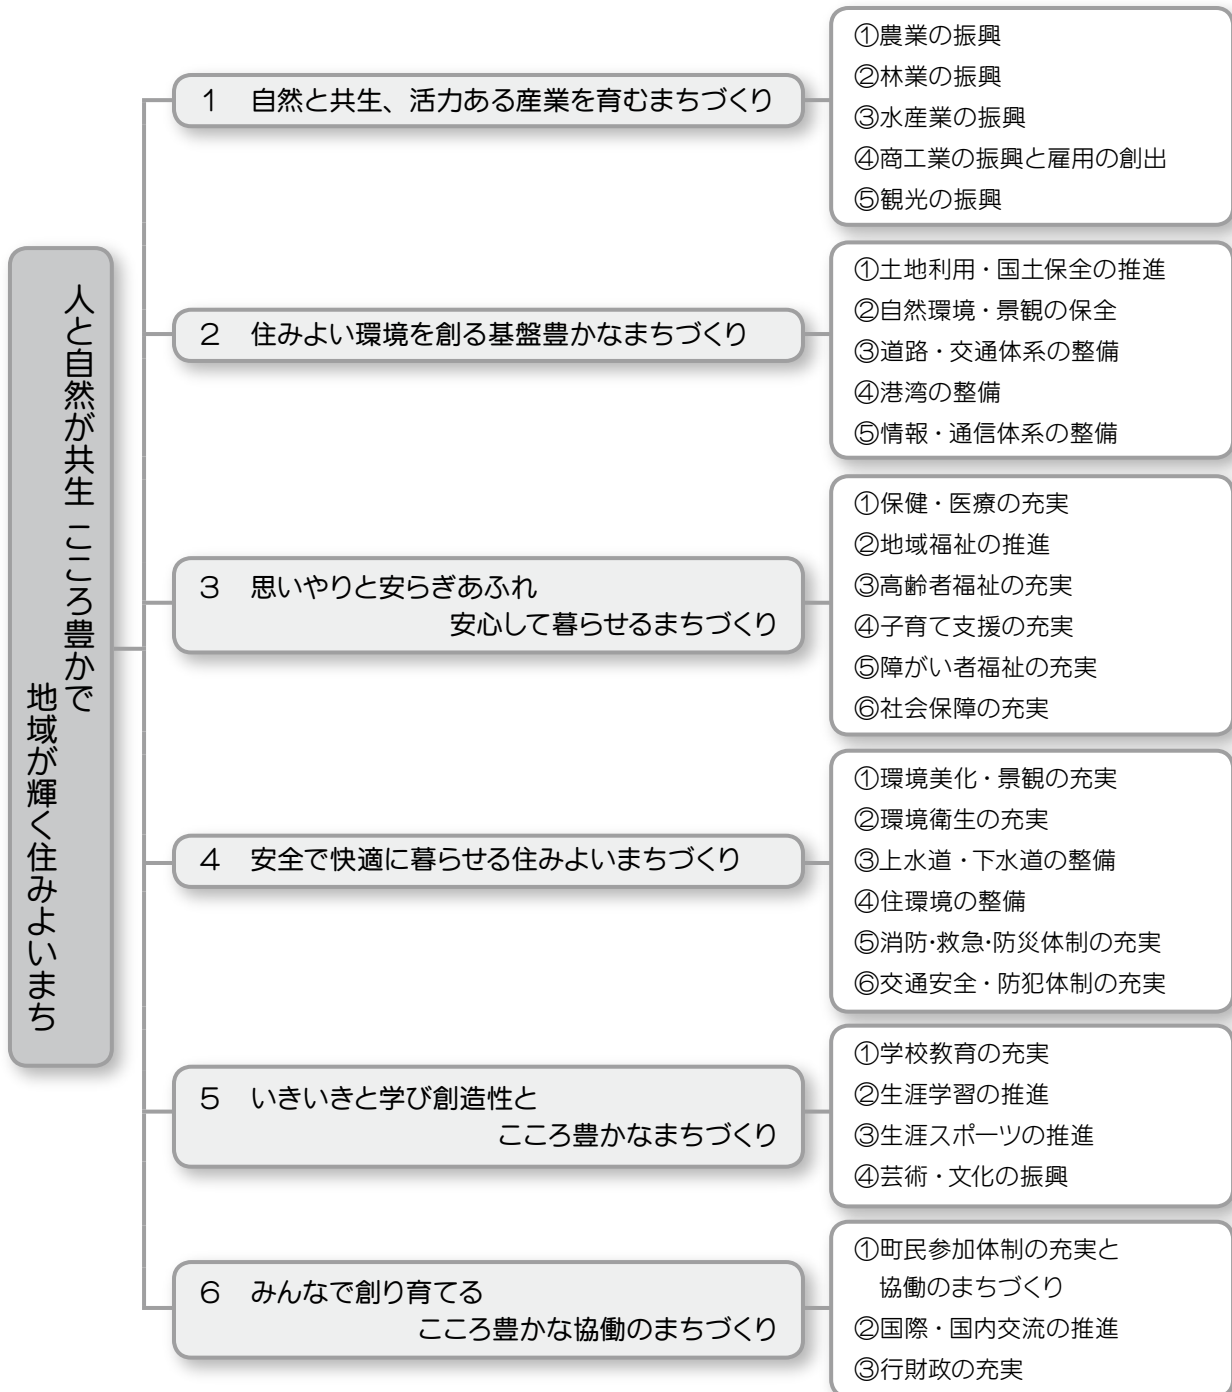 人と自然が共生 こころ豊かで
地域が輝く住みよいまち
1 自然と共生、活力ある産業を育むまちづくり
①農業の振興
②林業の振興
③水産業の振興
④商工業の振興と雇用の創出
⑤観光の振興
2 住みよい環境を創る基盤豊かなまちづくり
①土地利用・国土保全の推進
②自然環境・景観の保全
③道路・交通体系の整備
④港湾の整備
⑤情報・通信体系の整備
3 思いやりと安らぎあふれ
安心して暮らせるまちづくり
①保健・医療の充実
②地域福祉の推進
③高齢者福祉の充実
④子育て支援の充実
⑤障がい者福祉の充実
⑥社会保障の充実
4 安全で快適に暮らせる住みよいまちづくり
①環境美化・景観の充実
②環境衛生の充実
③上水道・下水道の整備
④住環境の整備
⑤消防・救急・防災体制の充実
⑥交通安全・防犯体制の充実
5 いきいきと学び創造性と
こころ豊かなまちづくり
①学校教育の充実
②生涯学習の推進
③生涯スポーツの推進
④芸術・文化の振興
6 みんなで創り育てる
こころ豊かな協働のまちづくり
①町民参加体制の充実と
協働のまちづくり
②国際・国内交流の推進
③行財政の充実